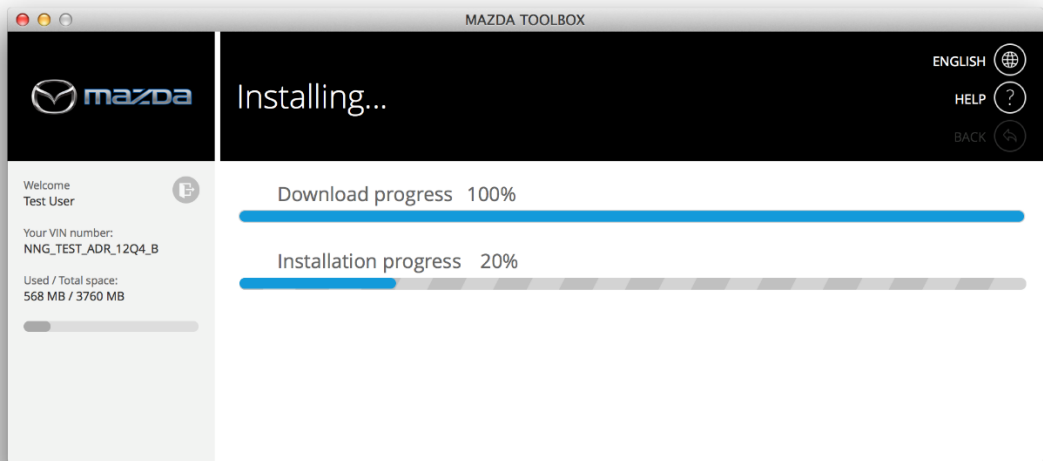 MAZDA TOOLBOX
mazda
Installing...
ENGLISH
HELP
?
BACK
Welcome
Test User
Your VIN number:
NNG_TEST_ADR_12Q4_B
Used / Total space:
568 MB / 3760 MB
Download progress 100%
Installation progress 20%